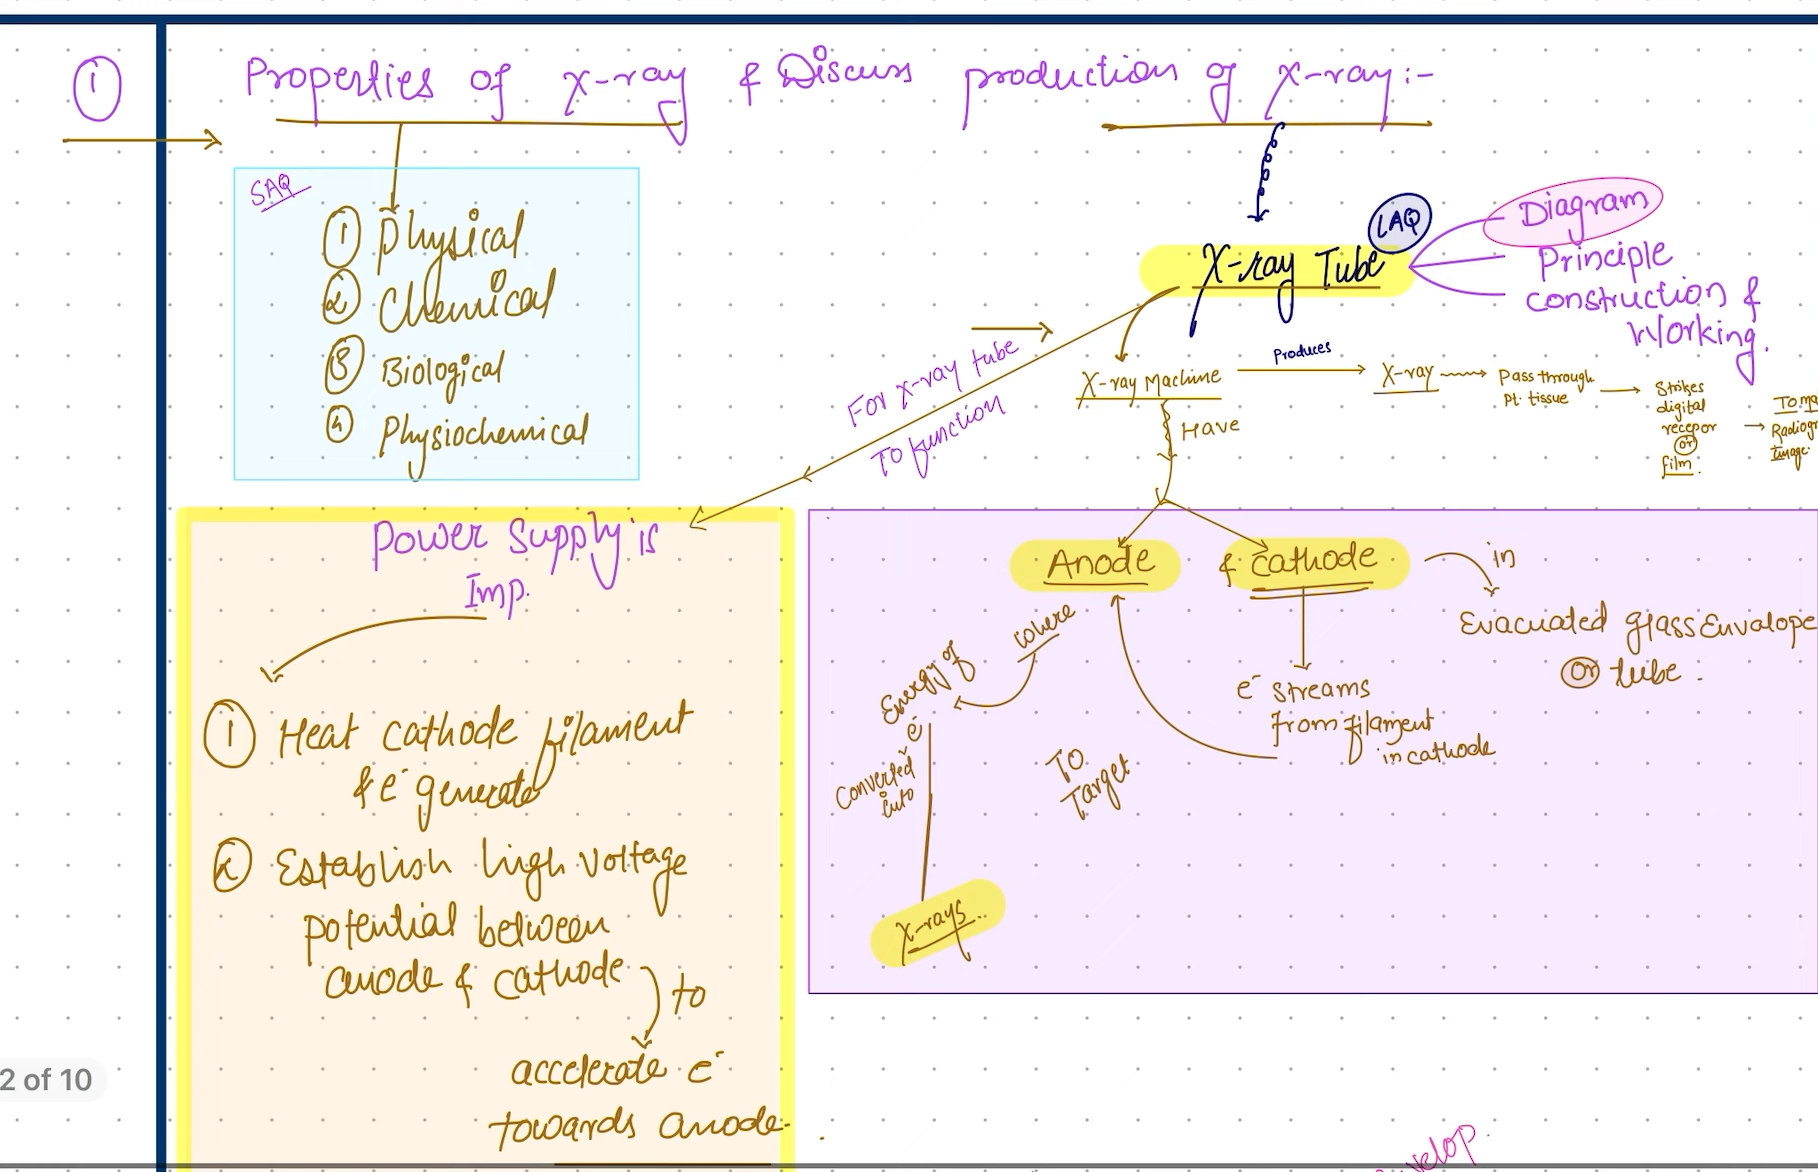 ① Properties of x-ray & Discuss production of X-ray:-
SAQ
① Physical
② Chemical
③ Biological
④ Physiochemical
LAQ
X-ray Tube
Diagram
Principle
construction &
Working.
For x-ray tube
To function
X-ray Machine
Produces
X-ray
Pass through
Pt. tissue
Strikes
digital
recepor
or
film.
Radiogr
Image.
Have
Power Supply is
Imp.
① Heat cathode filament
& e⁻ generate
② Establish high voltage
potential between
anode & cathode
to
accelerate e⁻
towards anode.
Anode & cathode
in
Evacuated glass Envalope
or tube.
where
Energy of
e⁻
Converted
into
X-rays..
e⁻ streams
from filament
in cathode
To
Target
2 of 10
velop.